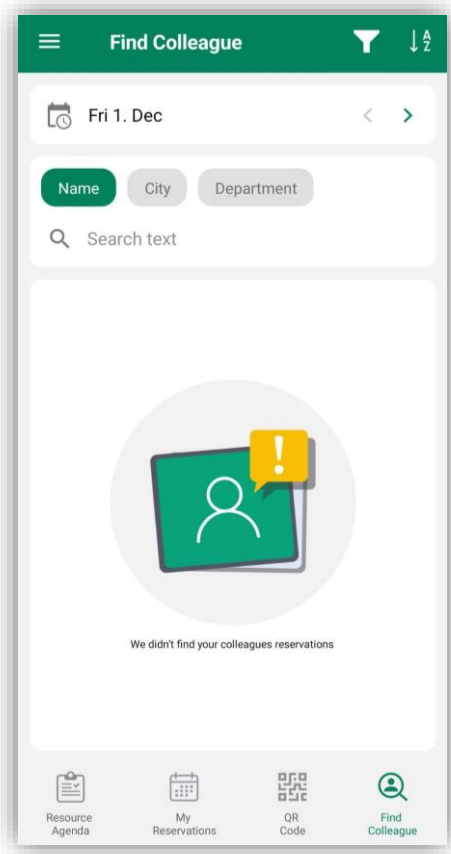 Find Colleague
A
Z
Fri 1. Dec
Name City Department
Search text
!
We didn't find your colleagues reservations
Resource
Agenda
My
Reservations
QR
Code
Find
Colleague